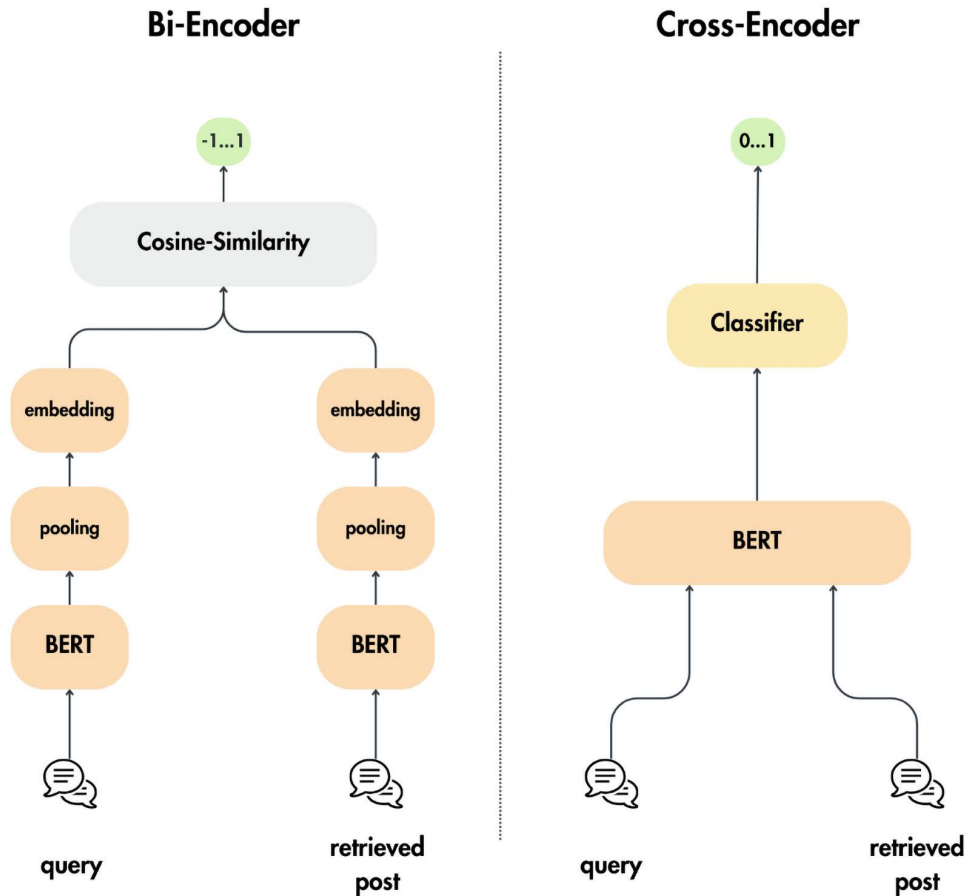 Bi-Encoder
-1...1
Cosine-Similarity
embedding
embedding
pooling
pooling
BERT
BERT
query
retrieved
post
Cross-Encoder
0...1
Classifier
BERT
query
retrieved
post